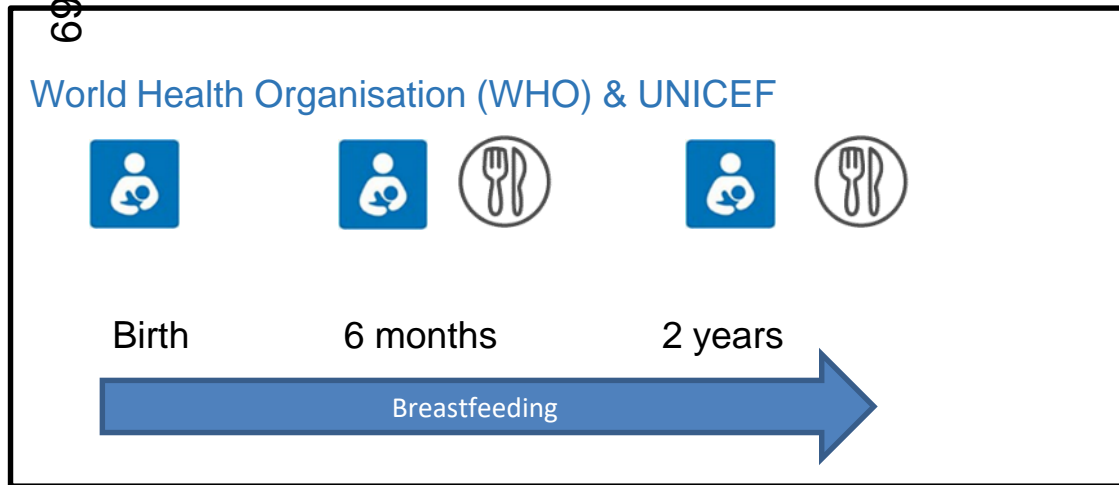 69
World Health Organisation (WHO) & UNICEF
Birth 6 months 2 years
Breastfeeding